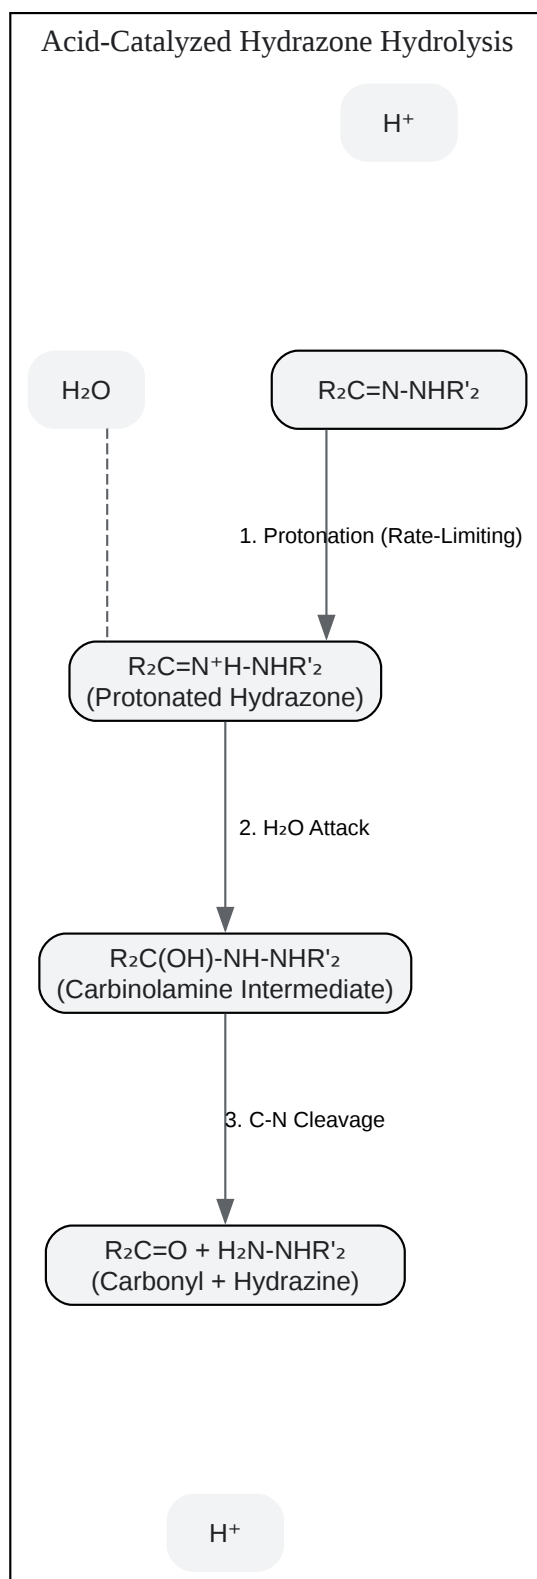 Acid-Catalyzed Hydrazone Hydrolysis
H⁺
H₂O
R₂C=N-NHR'₂
1. Protonation (Rate-Limiting)
R₂C=N⁺H-NHR'₂
(Protonated Hydrazone)
2. H₂O Attack
R₂C(OH)-NH-NHR'₂
(Carbinolamine Intermediate)
3. C-N Cleavage
R₂C=O + H₂N-NHR'₂
(Carbonyl + Hydrazine)
H⁺